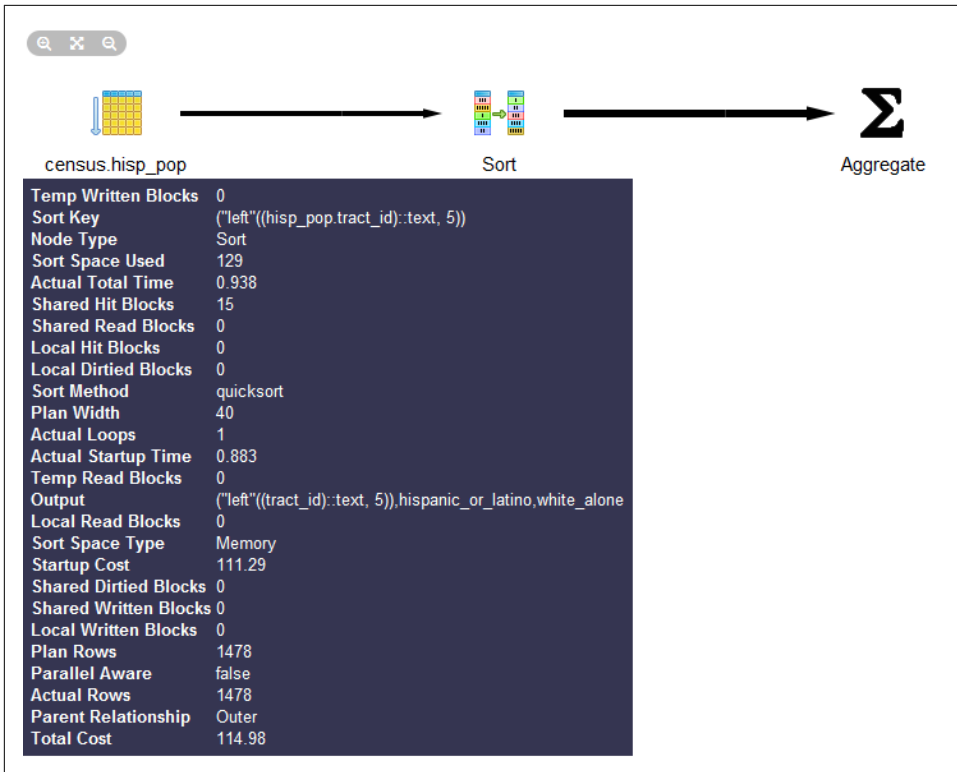 census.hisp_pop Sort Aggregate
Temp Written Blocks 0
Sort Key ("left"((hisp_pop.tract_id)::text, 5))
Node Type Sort
Sort Space Used 129
Actual Total Time 0.938
Shared Hit Blocks 15
Shared Read Blocks 0
Local Hit Blocks 0
Local Dirtied Blocks 0
Sort Method quicksort
Plan Width 40
Actual Loops 1
Actual Startup Time 0.883
Temp Read Blocks 0
Output ("left"((tract_id)::text, 5)),hispanic_or_latino,white_alone
Local Read Blocks 0
Sort Space Type Memory
Startup Cost 111.29
Shared Dirtied Blocks 0
Shared Written Blocks 0
Local Written Blocks 0
Plan Rows 1478
Parallel Aware false
Actual Rows 1478
Parent Relationship Outer
Total Cost 114.98